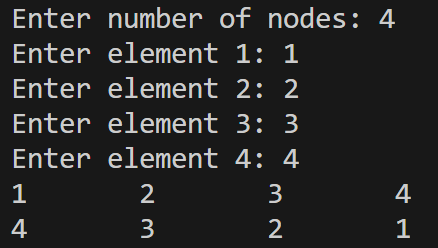 Enter number of nodes: 4
Enter element 1: 1
Enter element 2: 2
Enter element 3: 3
Enter element 4: 4
1 2 3 4
4 3 2 1